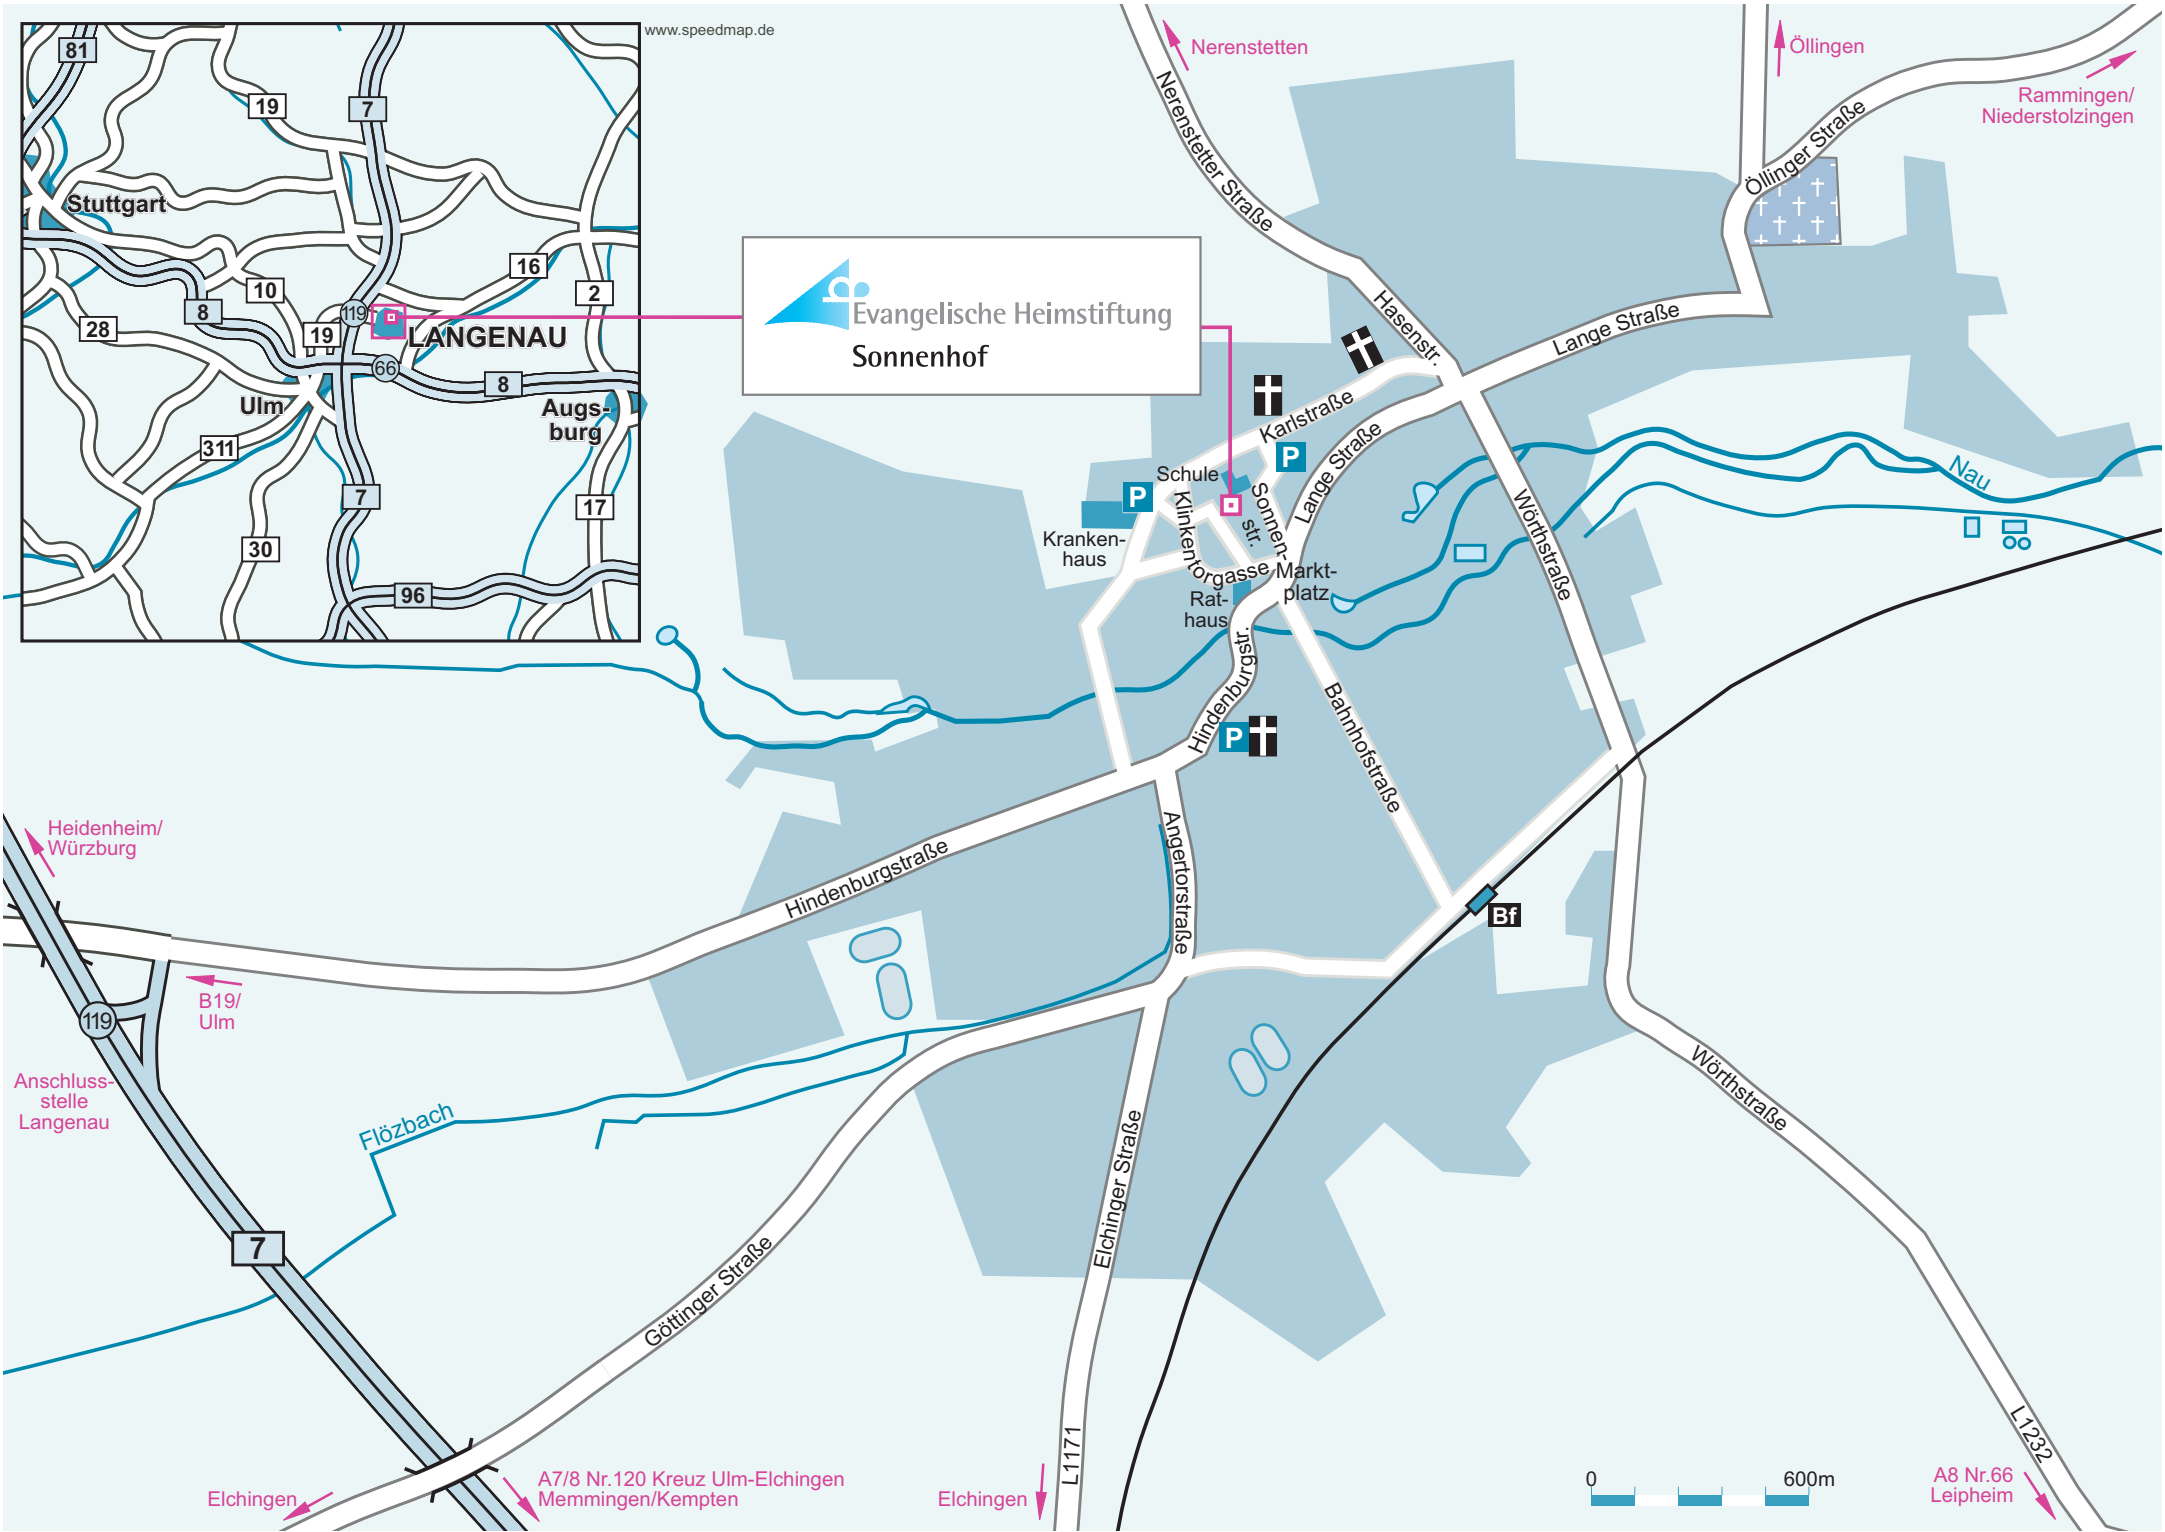 www.speedmap.de
81
19
7
Stuttgart
16
10
2
8
119
28
19
LANGENAU
66
8
Ulm
Augs-
burg
311
7
17
30
96
Evangelische Heimstiftung
Sonnenhof
Nerenstetten
Öllingen
Rammingen/
Niederstolzingen
Nerenstetter Straße
Öllinger Straße
Hasenstr.
Lange Straße
Karlstraße
P
Lange Straße
Schule
P
Klinkentorgasse
Sonnen-
str.
Kranken-
haus
Markt-
platz
Rat-
haus
Wörthstraße
Nau
Hindenburgstr.
P
Bahnhofstraße
Angertorstraße
Hindenburgstraße
Bf
Heidenheim/
Würzburg
B19/
Ulm
119
Anschluss-
stelle
Langenau
Flözbach
7
Göttinger Straße
Elchinger Straße
Wörthstraße
L1171
L1232
Elchingen
A7/8 Nr.120 Kreuz Ulm-Elchingen
Memmingen/Kempten
Elchingen
0
600m
A8 Nr.66
Leipheim